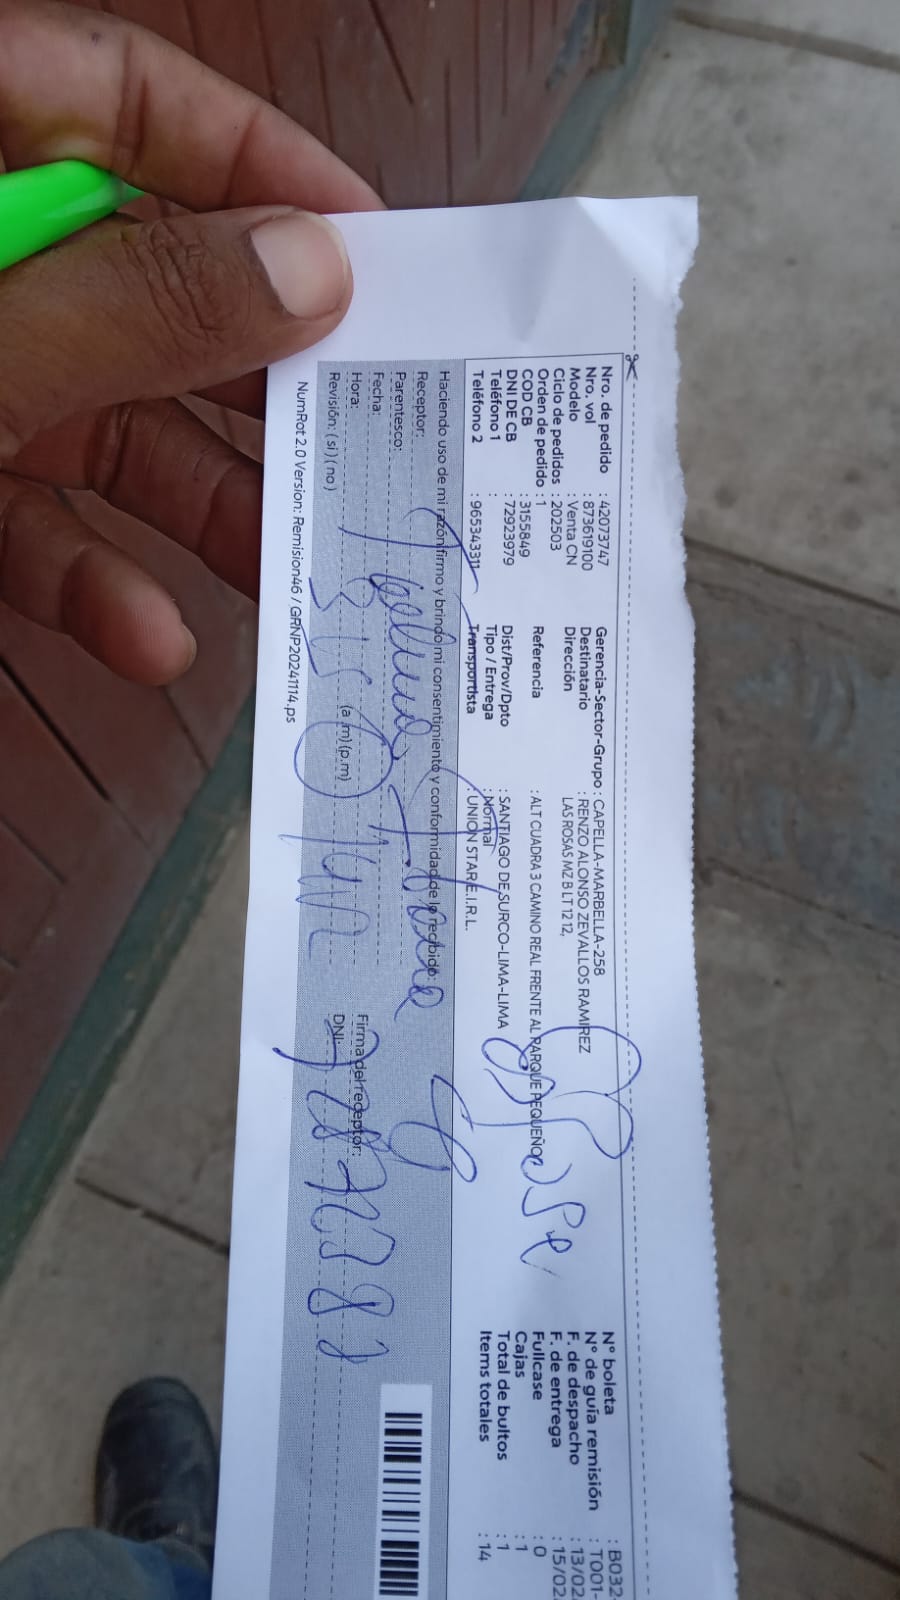 Nro. de pedido : 42073747
Nro. vol : 873619100
Modelo : Venta CN
Ciclo de pedidos : 202503
Orden de pedido : 1
COD CB : 3155849
DNI DE CB : 72923979
Teléfono 1 :
Teléfono 2 : 965343311
Gerencia-Sector-Grupo : CAPELLA-MARBELLA-258
Destinatario : RENZO ALONSO ZEVALLOS RAMIREZ
Dirección LAS ROSAS MZ B LT 12 12,
Referencia : ALT CUADRA 3 CAMINO REAL FRENTE AL PARQUE PEQUEÑO
Dist/Prov/Dpto : SANTIAGO DE SURCO-LIMA-LIMA
Tipo / Entrega : Normal
Transportista : UNION STAR E.I.R.L.
N° boleta : B032-
N° de guía remisión : T001-
F. de despacho : 13/02
F. de entrega : 15/02
Fullcase : 0
Cajas : 1
Total de bultos : 1
Items totales : 14
Haciendo uso de mi razón firmo y brindo mi consentimiento y conformidad de lo recibido:
Receptor:
Parentesco:
Fecha:
Hora: (a.m)(p.m)
Revisión: (si) (no)
Firma del receptor:
DNI:
NumRot 2.0 Version: Remision46 / GRNP20241114.ps